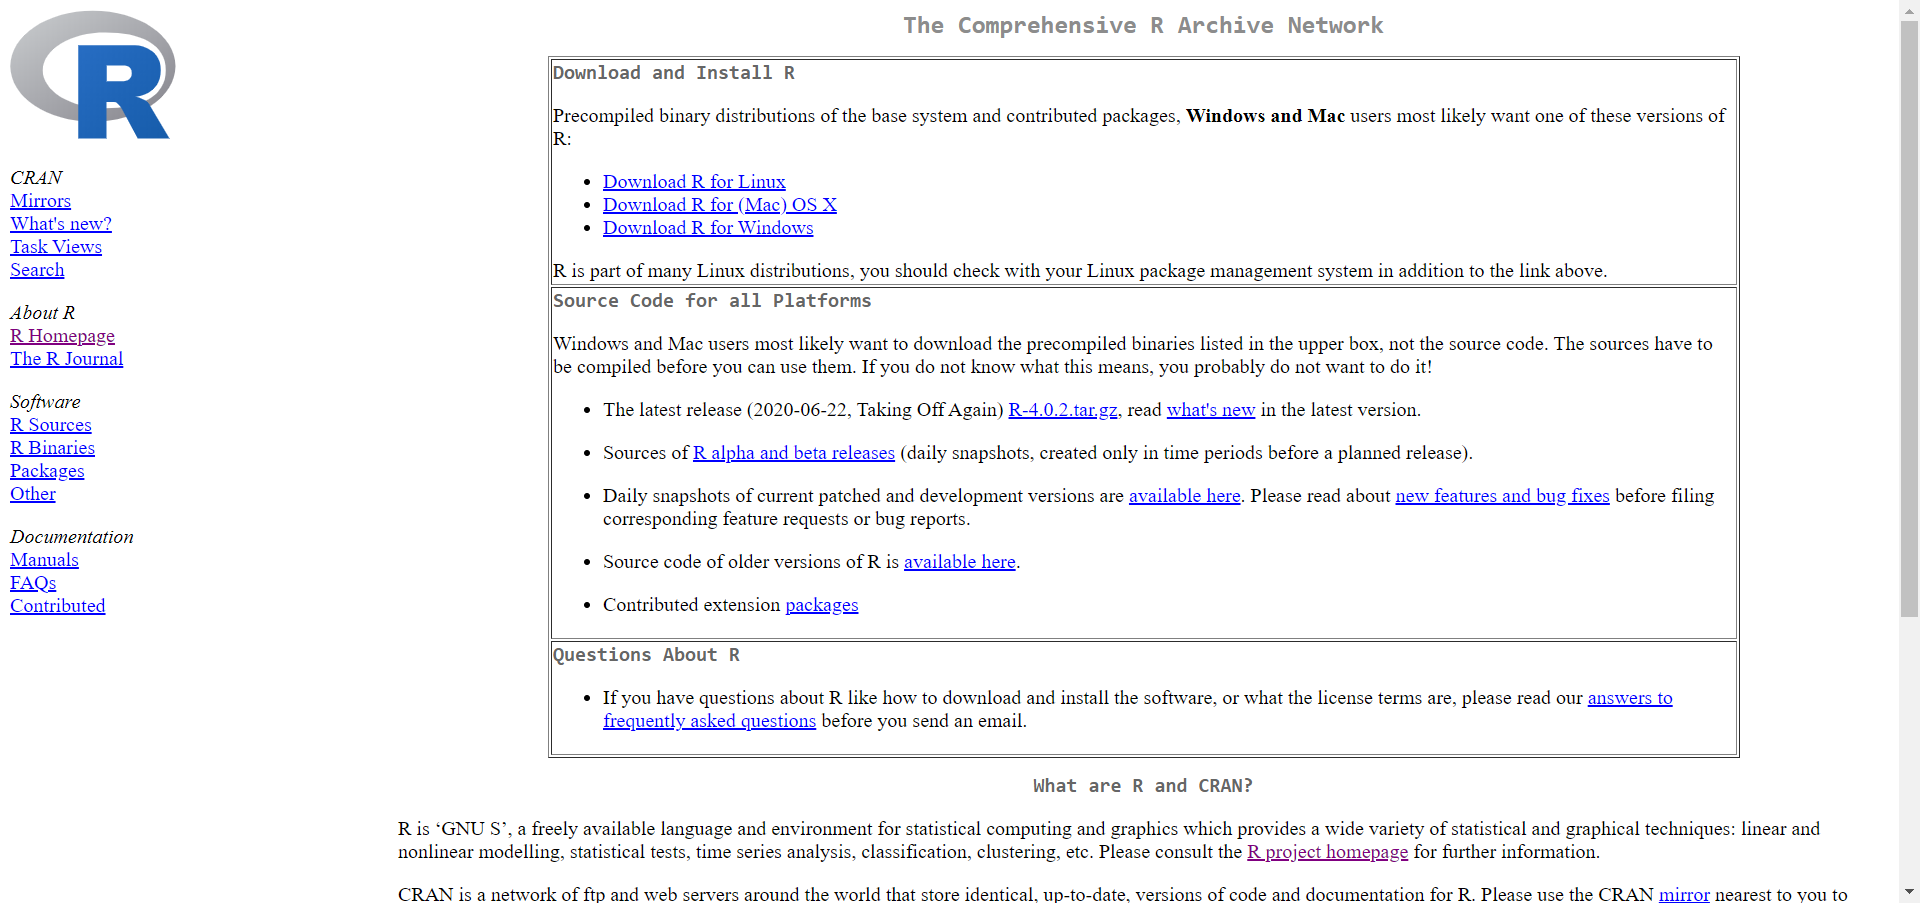 R
CRAN
Mirrors
What's new?
Task Views
Search
About R
R Homepage
The R Journal
Software
R Sources
R Binaries
Packages
Other
Documentation
Manuals
FAQs
Contributed
The Comprehensive R Archive Network
Download and Install R
Precompiled binary distributions of the base system and contributed packages, Windows and Mac users most likely want one of these versions of
R:
• Download R for Linux
• Download R for (Mac) OS X
• Download R for Windows
R is part of many Linux distributions, you should check with your Linux package management system in addition to the link above.
Source Code for all Platforms
Windows and Mac users most likely want to download the precompiled binaries listed in the upper box, not the source code. The sources have to
be compiled before you can use them. If you do not know what this means, you probably do not want to do it!
• The latest release (2020-06-22, Taking Off Again) R-4.0.2.tar.gz, read what's new in the latest version.
• Sources of R alpha and beta releases (daily snapshots, created only in time periods before a planned release).
• Daily snapshots of current patched and development versions are available here. Please read about new features and bug fixes before filing
corresponding feature requests or bug reports.
• Source code of older versions of R is available here.
• Contributed extension packages
Questions About R
• If you have questions about R like how to download and install the software, or what the license terms are, please read our answers to
frequently asked questions before you send an email.
What are R and CRAN?
R is ‘GNU S’, a freely available language and environment for statistical computing and graphics which provides a wide variety of statistical and graphical techniques: linear and
nonlinear modelling, statistical tests, time series analysis, classification, clustering, etc. Please consult the R project homepage for further information.
CRAN is a network of ftp and web servers around the world that store identical, up-to-date, versions of code and documentation for R. Please use the CRAN mirror nearest to you to